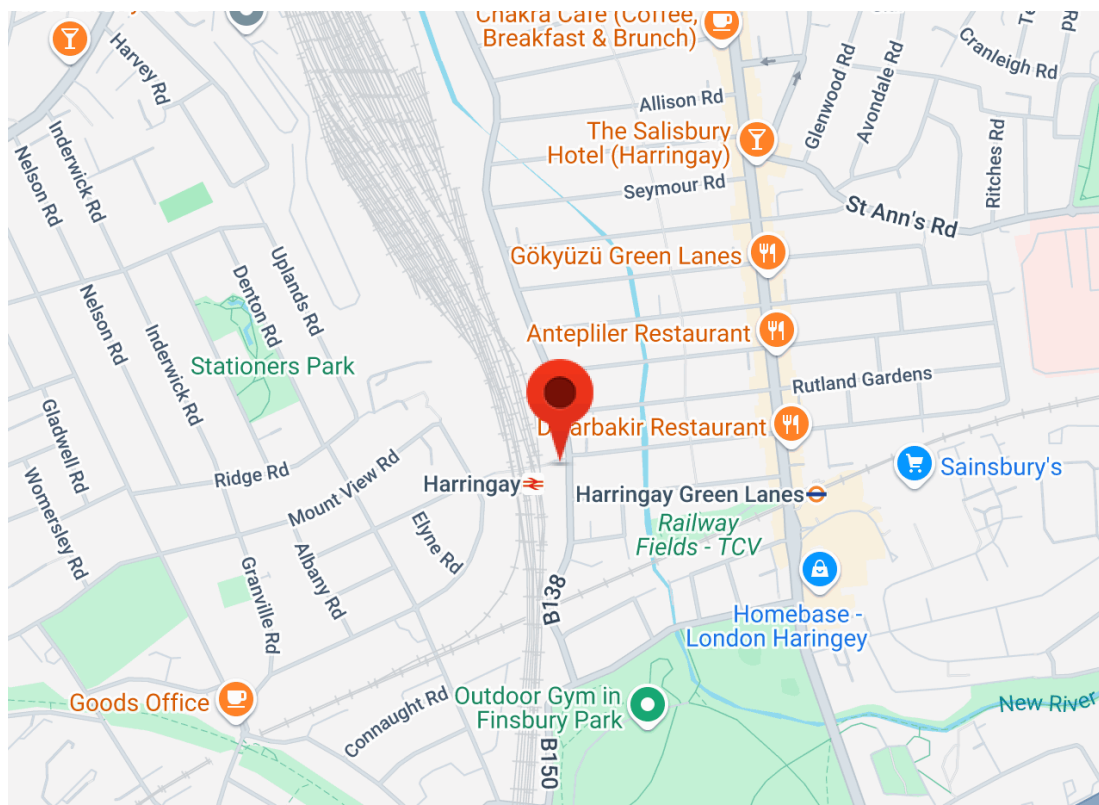 Chakra Café (Coffee,
Breakfast & Brunch)
Harvey Rd
Cranleigh Rd
Rd
Allison Rd
Glenwood Rd
Avondale Rd
The Salisbury
Hotel (Harringay)
Inderwick Rd
Nelson Rd
Ritches Rd
Seymour Rd
St Ann's Rd
Gökyüzü Green Lanes
Uplands Rd
Denton Rd
Nelson Rd
Inderwick Rd
Antepliler Restaurant
Stationers Park
Rutland Gardens
Gladwell Rd
arbakir Restaurant
Sainsbury's
Ridge Rd
Mount View Rd
Harringay
Harringay Green Lanes
Womersley Rd
Railway
Fields - TCV
Elyne Rd
Albany Rd
Granville Rd
B138
Homebase -
London Haringey
Goods Office
Connaught Rd
Outdoor Gym in
Finsbury Park
New River
B150